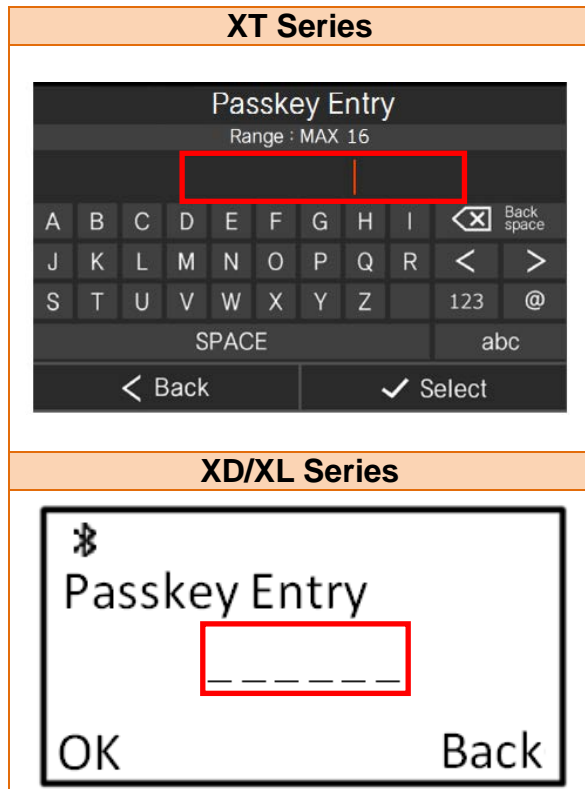 XT Series
Passkey Entry
Range : MAX 16
A B C D E F G H I Back space
J K L M N O P Q R < >
S T U V W X Y Z 123 @
SPACE abc
< Back ✓ Select
XD/XL Series
Passkey Entry
_ _ _ _ _ _
OK Back